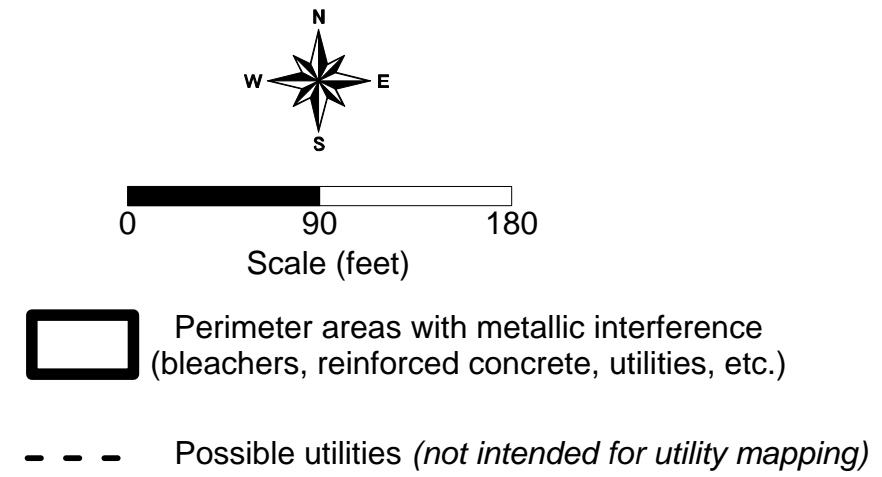 N
W E
S
0 90 180
Scale (feet)
Perimeter areas with metallic interference
(bleachers, reinforced concrete, utilities, etc.)
Possible utilities (not intended for utility mapping)